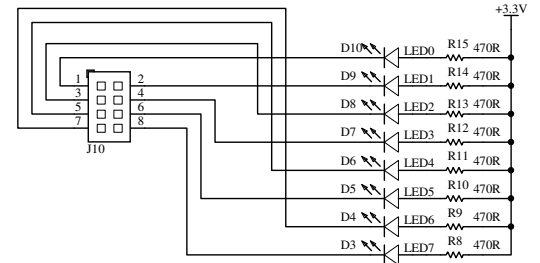 +3.3V
D10 LED0 R15 470R
D9 LED1 R14 470R
D8 LED2 R13 470R
D7 LED3 R12 470R
D6 LED4 R11 470R
D5 LED5 R10 470R
D4 LED6 R9 470R
D3 LED7 R8 470R
1 2
3 4
5 6
7 8
J10